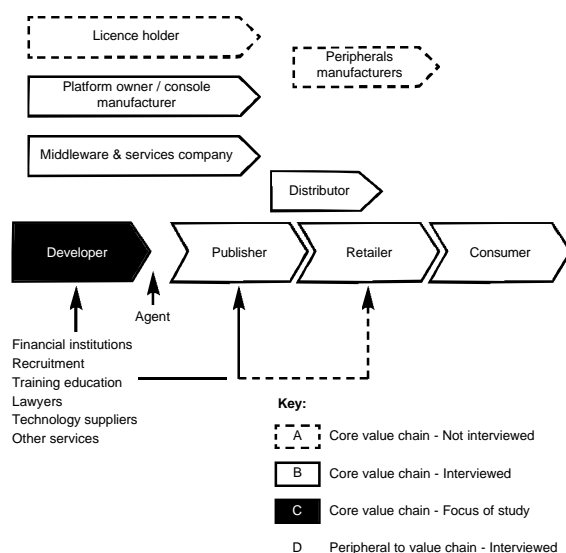 Licence holder
Peripherals
manufacturers
Platform owner / console
manufacturer
Middleware & services company
Distributor
Developer
Publisher
Retailer
Consumer
Agent
Financial institutions
Recruitment
Training education
Lawyers
Technology suppliers
Other services
Key:
A Core value chain - Not interviewed
B Core value chain - Interviewed
C Core value chain - Focus of study
D Peripheral to value chain - Interviewed